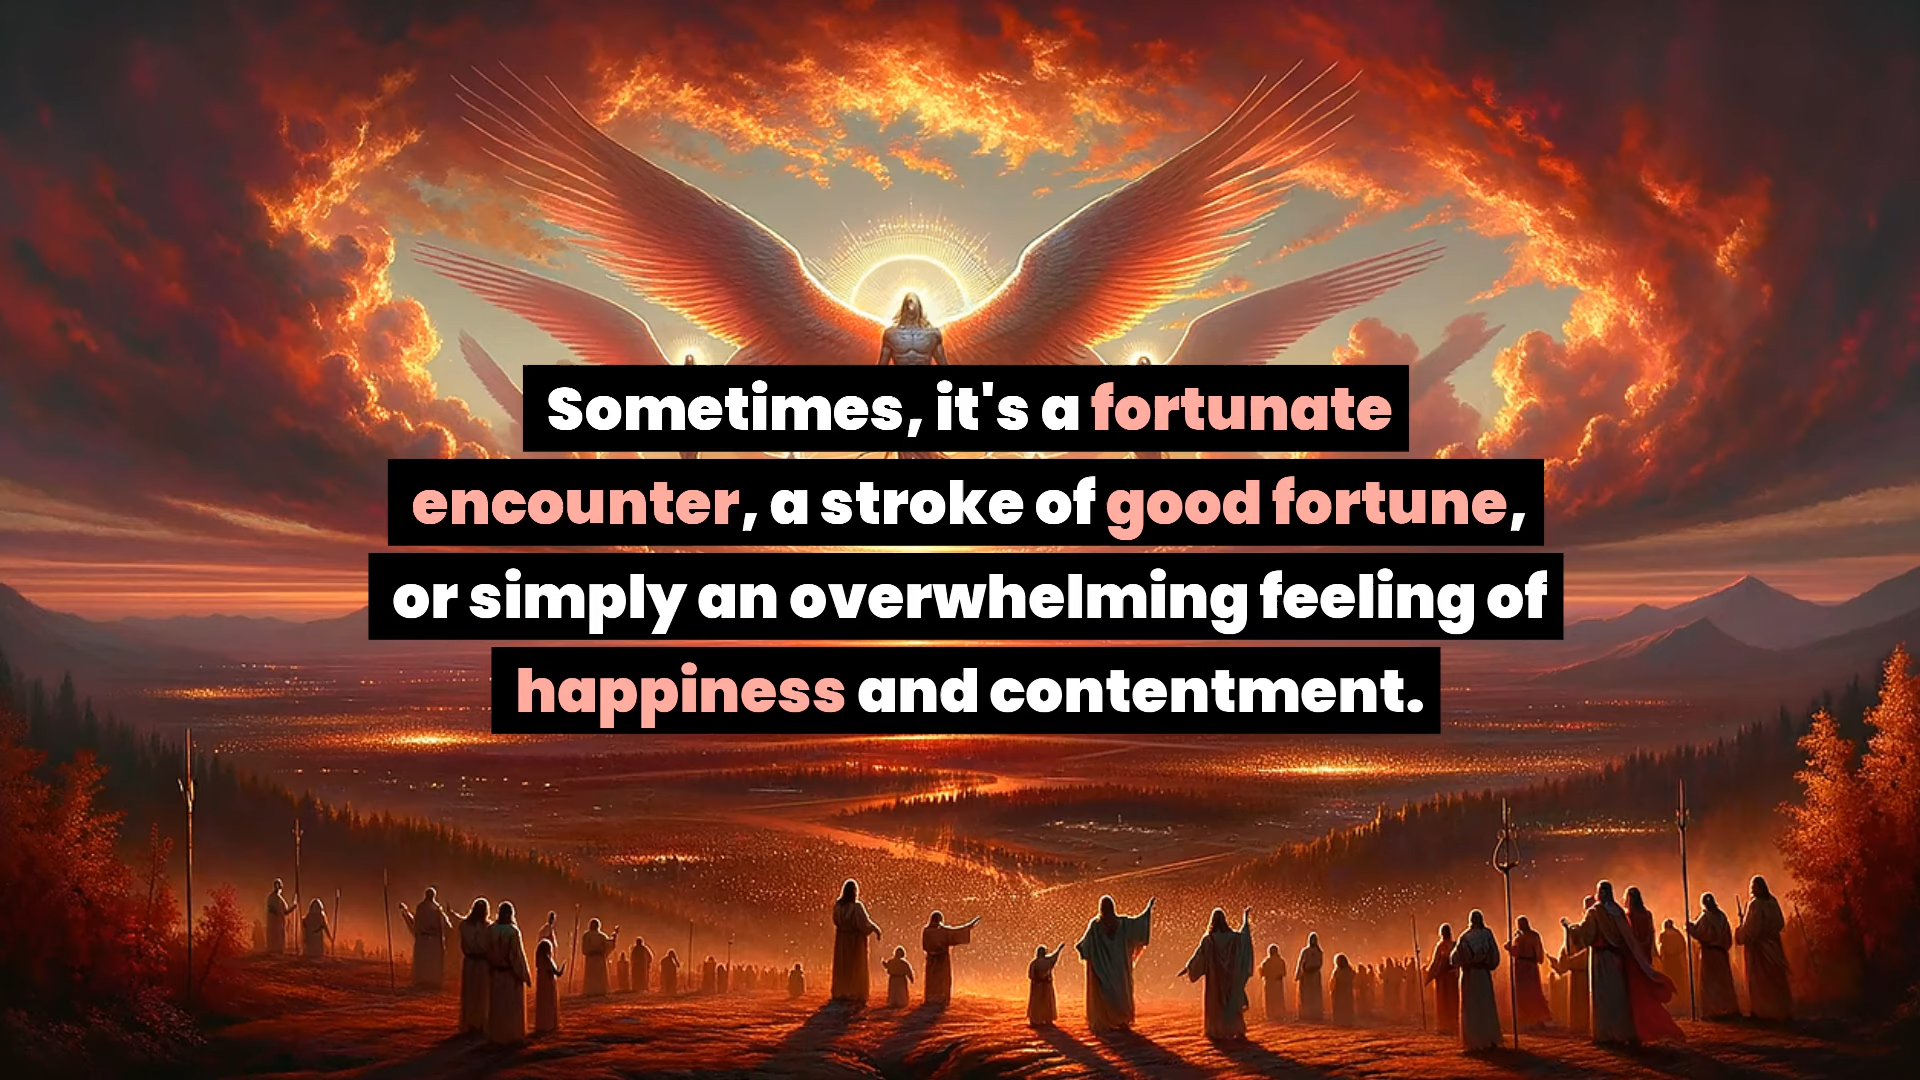 Sometimes, it's a fortunate
encounter, a stroke of good fortune,
or simply an overwhelming feeling of
happiness and contentment.